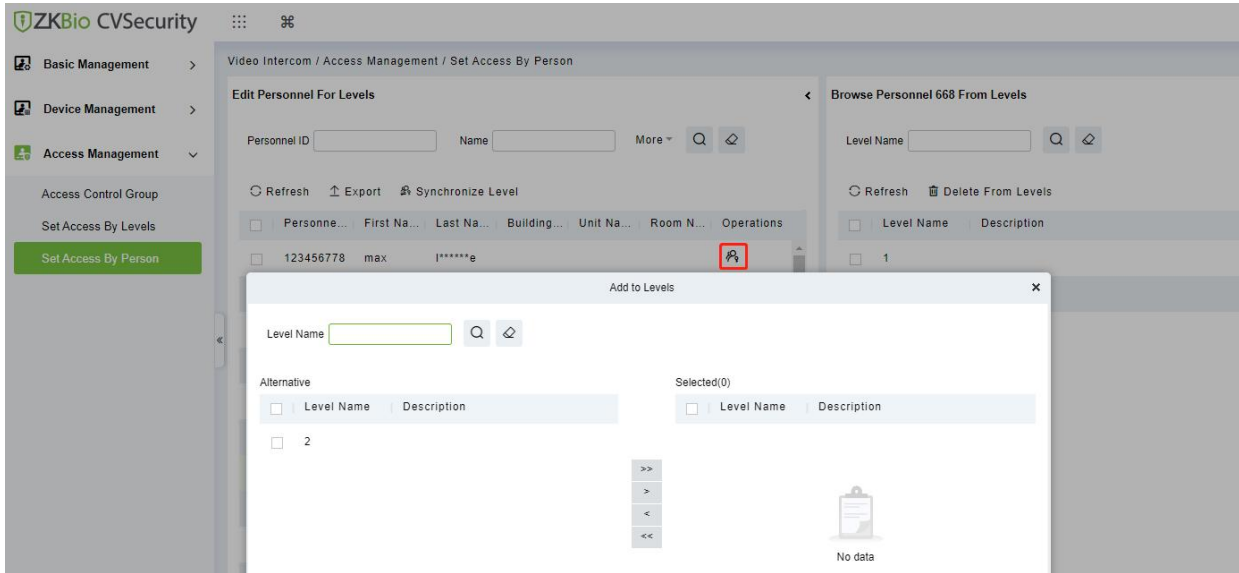 ZKBio CVSecurity
Basic Management
Device Management
Access Management
Access Control Group
Set Access By Levels
Set Access By Person
Video Intercom / Access Management / Set Access By Person
Edit Personnel For Levels
Personnel ID Name More
Refresh Export Synchronize Level
Personne... First Na... Last Na... Building... Unit Na... Room N... Operations
123456778 max l******e
Browse Personnel 668 From Levels
Level Name
Refresh Delete From Levels
Level Name Description
1
Add to Levels
Level Name
Alternative
Level Name Description
2
>>
>
<
<<
Selected(0)
Level Name Description
No data